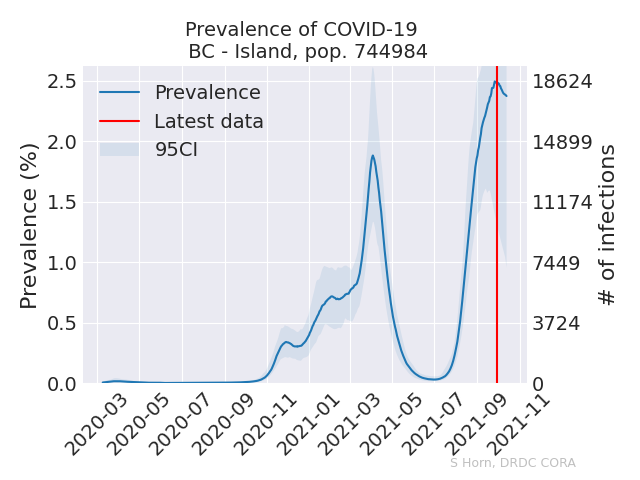 Prevalence of COVID-19
BC - Island, pop. 744984
Prevalence
Latest data
95CI
Prevalence (%)
2.5
2.0
1.5
1.0
0.5
0.0
18624
14899
11174
7449
3724
0
# of infections
2020-03
2020-05
2020-07
2020-09
2020-11
2021-01
2021-03
2021-05
2021-07
2021-09
2021-11
S Horn, DRDC CORA